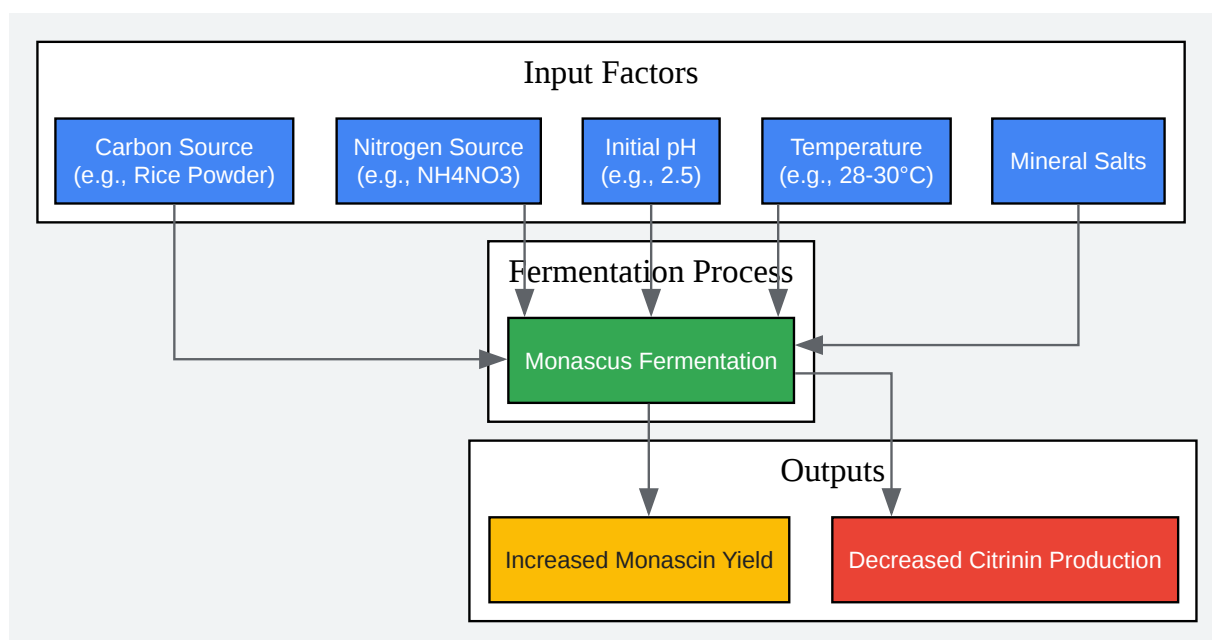 Input Factors
Carbon Source
(e.g., Rice Powder)
Nitrogen Source
(e.g., NH4NO3)
Initial pH
(e.g., 2.5)
Temperature
(e.g., 28-30°C)
Mineral Salts
Fermentation Process
Monascus Fermentation
Outputs
Increased Monascin Yield
Decreased Citrinin Production